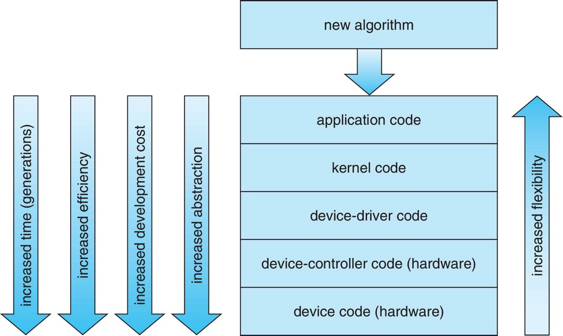 new algorithm
application code
kernel code
device-driver code
device-controller code (hardware)
device code (hardware)
increased time (generations)
increased efficiency
increased development cost
increased abstraction
increased flexibility